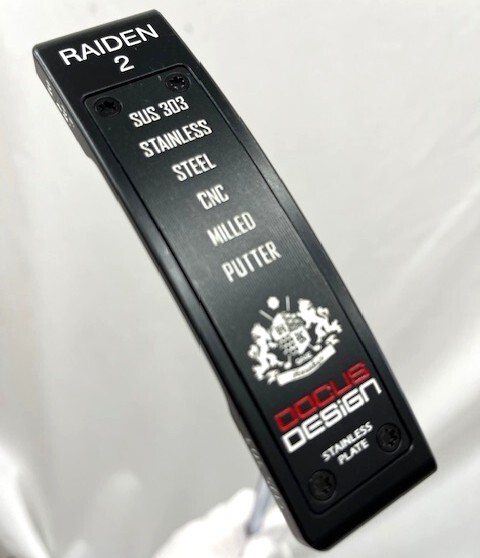 RAIDEN
2
SUS 303
STAINLESS
STEEL
CNC
MILLED
PUTTER
DOCUS
DESiGN
STAINLESS
PLATE